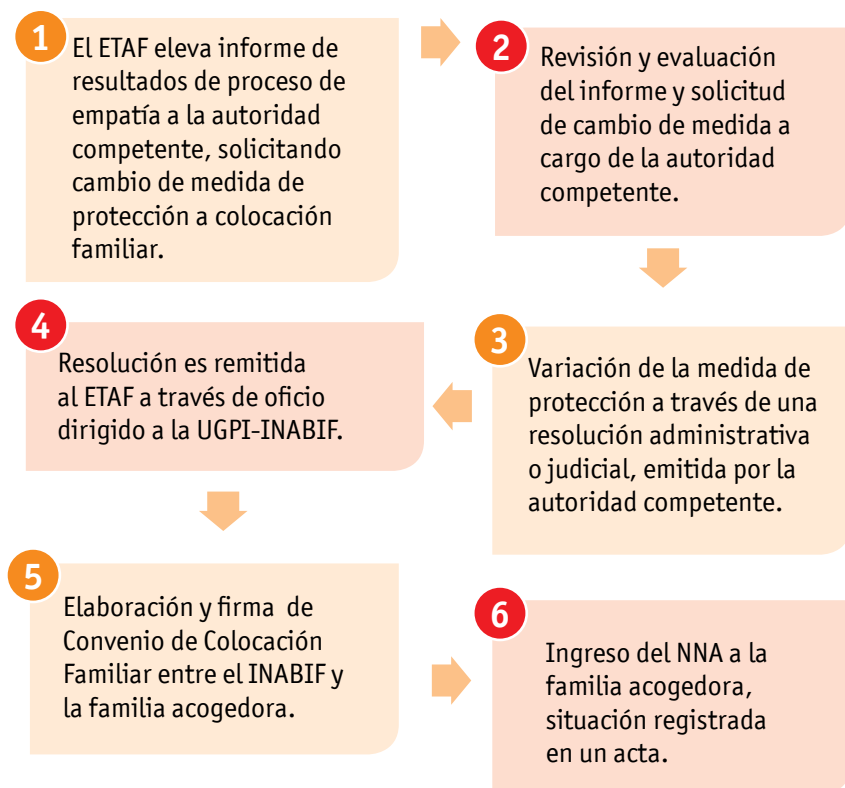 1
El ETAF eleva informe de
resultados de proceso de
empatía a la autoridad
competente, solicitando
cambio de medida de
protección a colocación
familiar.
2
Revisión y evaluación
del informe y solicitud
de cambio de medida a
cargo de la autoridad
competente.
3
Variación de la medida de
protección a través de una
resolución administrativa
o judicial, emitida por la
autoridad competente.
4
Resolución es remitida
al ETAF a través de oficio
dirigido a la UGPI-INABIF.
5
Elaboración y firma de
Convenio de Colocación
Familiar entre el INABIF y
la familia acogedora.
6
Ingreso del NNA a la
familia acogedora,
situación registrada
en un acta.